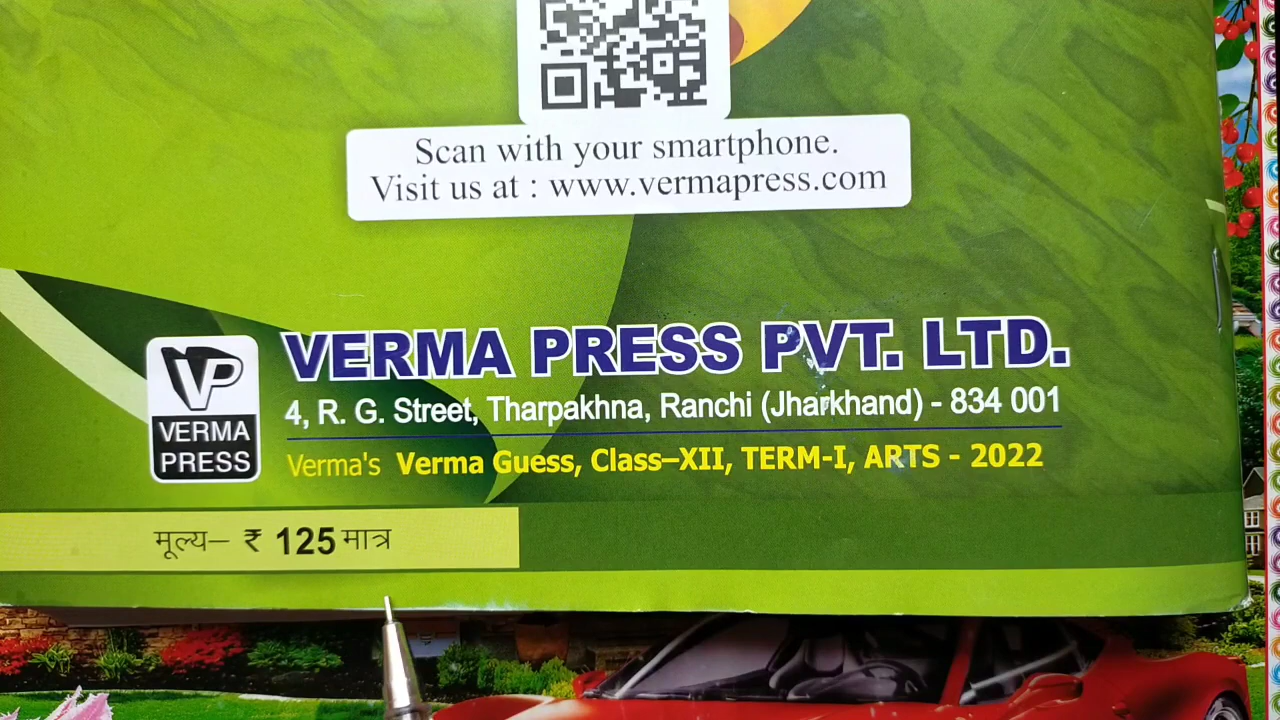 Scan with your smartphone.
Visit us at : www.vermapress.com
VP
VERMA
PRESS
VERMA PRESS PVT. LTD.
4, R. G. Street, Tharpakhna, Ranchi (Jharkhand) - 834 001
Verma's Verma Guess, Class–XII, TERM-I, ARTS - 2022
मूल्य– ₹ 125 मात्र